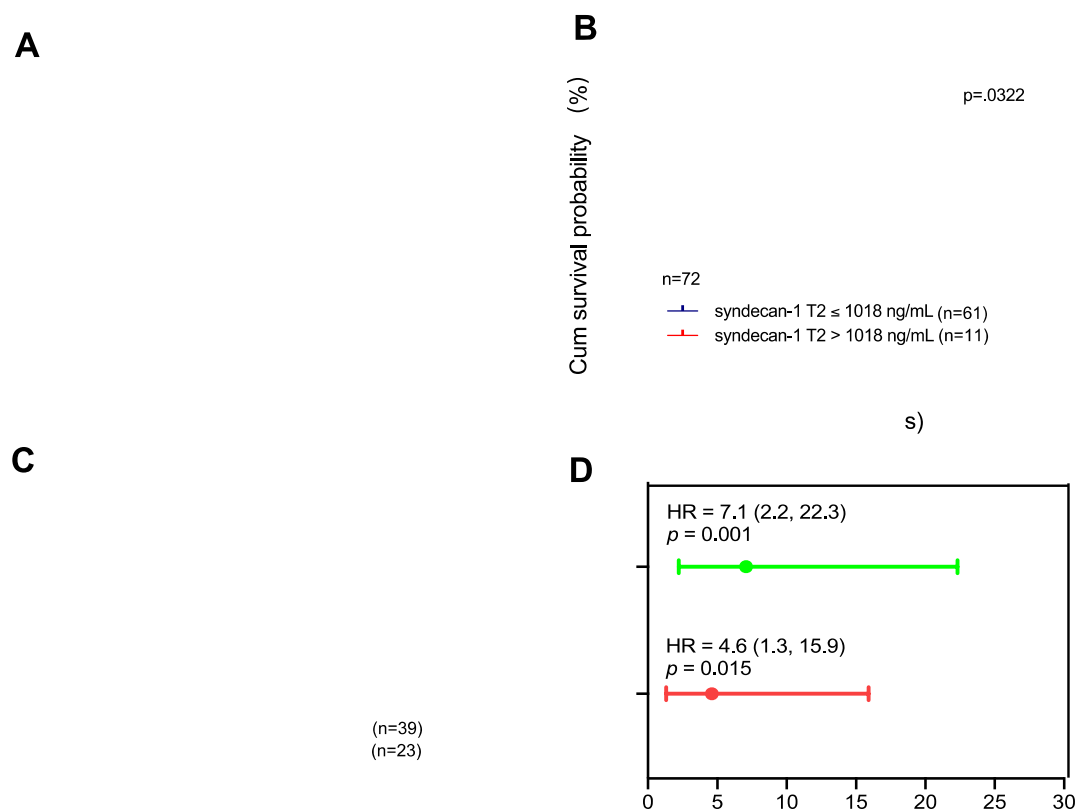 A
B
Cum survival probability (%)
p=.0322
n=72
syndecan-1 T2 ≤ 1018 ng/mL (n=61)
syndecan-1 T2 > 1018 ng/mL (n=11)
s)
C
(n=39)
(n=23)
D
HR = 7.1 (2.2, 22.3)
p = 0.001
HR = 4.6 (1.3, 15.9)
p = 0.015
0 5 10 15 20 25 30